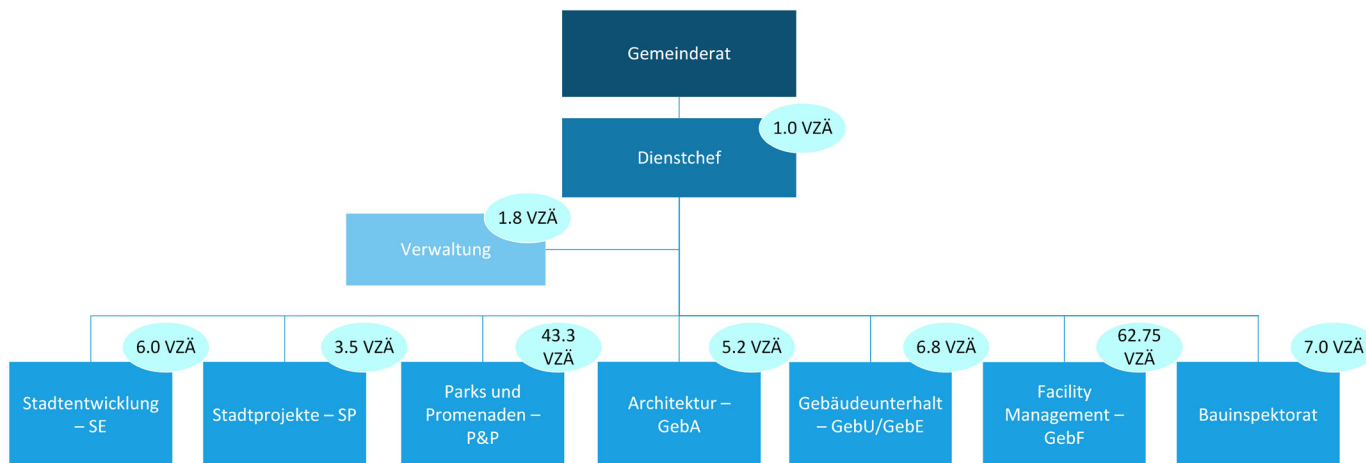 Gemeinderat
1.0 VZÄ
Dienstchef
1.8 VZÄ
Verwaltung
6.0 VZÄ
Stadtentwicklung
– SE
3.5 VZÄ
Stadtprojekte – SP
43.3
VZÄ
Parks und
Promenaden –
P&P
5.2 VZÄ
Architektur –
GebA
6.8 VZÄ
Gebäudeunterhalt
– GebU/GebE
62.75
VZÄ
Facility
Management –
GebF
7.0 VZÄ
Bauinspektorat